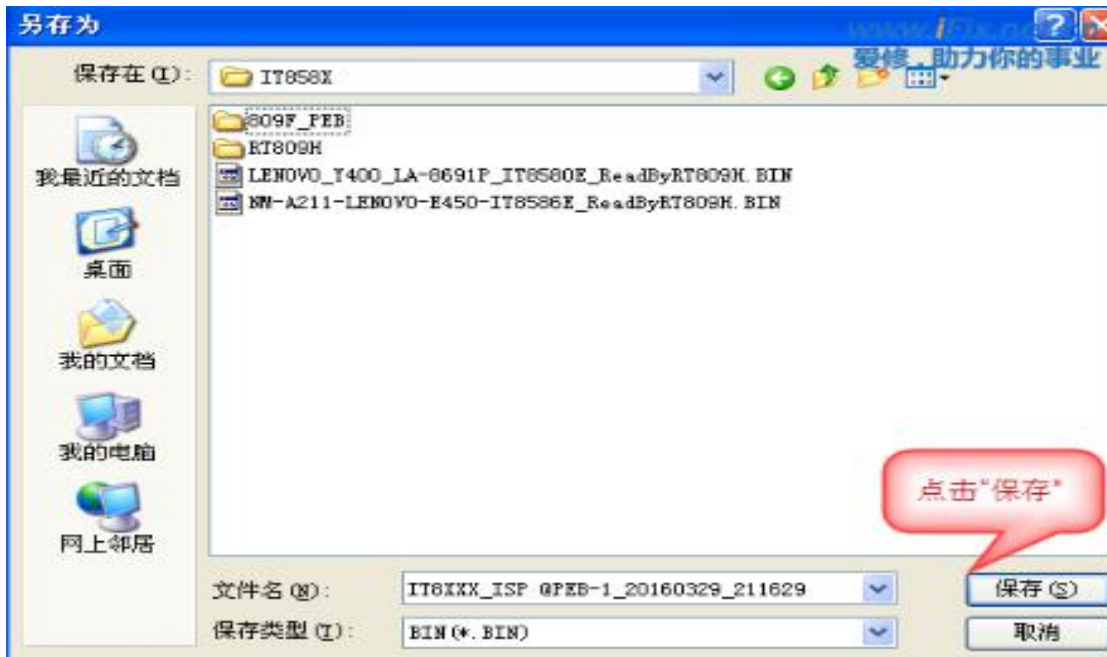 另存为
www.iFix.net.cn
爱修，助力你的事业
保存在(I):
IT858X
809F_PEB
RT809H
LENOVO_Y400_LA-8691P_IT8580E_ReadByRT809H.BIN
NM-A211-LENOVO-E450-IT8586E_ReadByRT809H.BIN
我最近的文档
桌面
我的文档
我的电脑
网上邻居
点击"保存"
文件名(N):
IT8XXX_ISP @PEB-1_20160329_211629
保存(S)
保存类型(T):
BIN(*.BIN)
取消